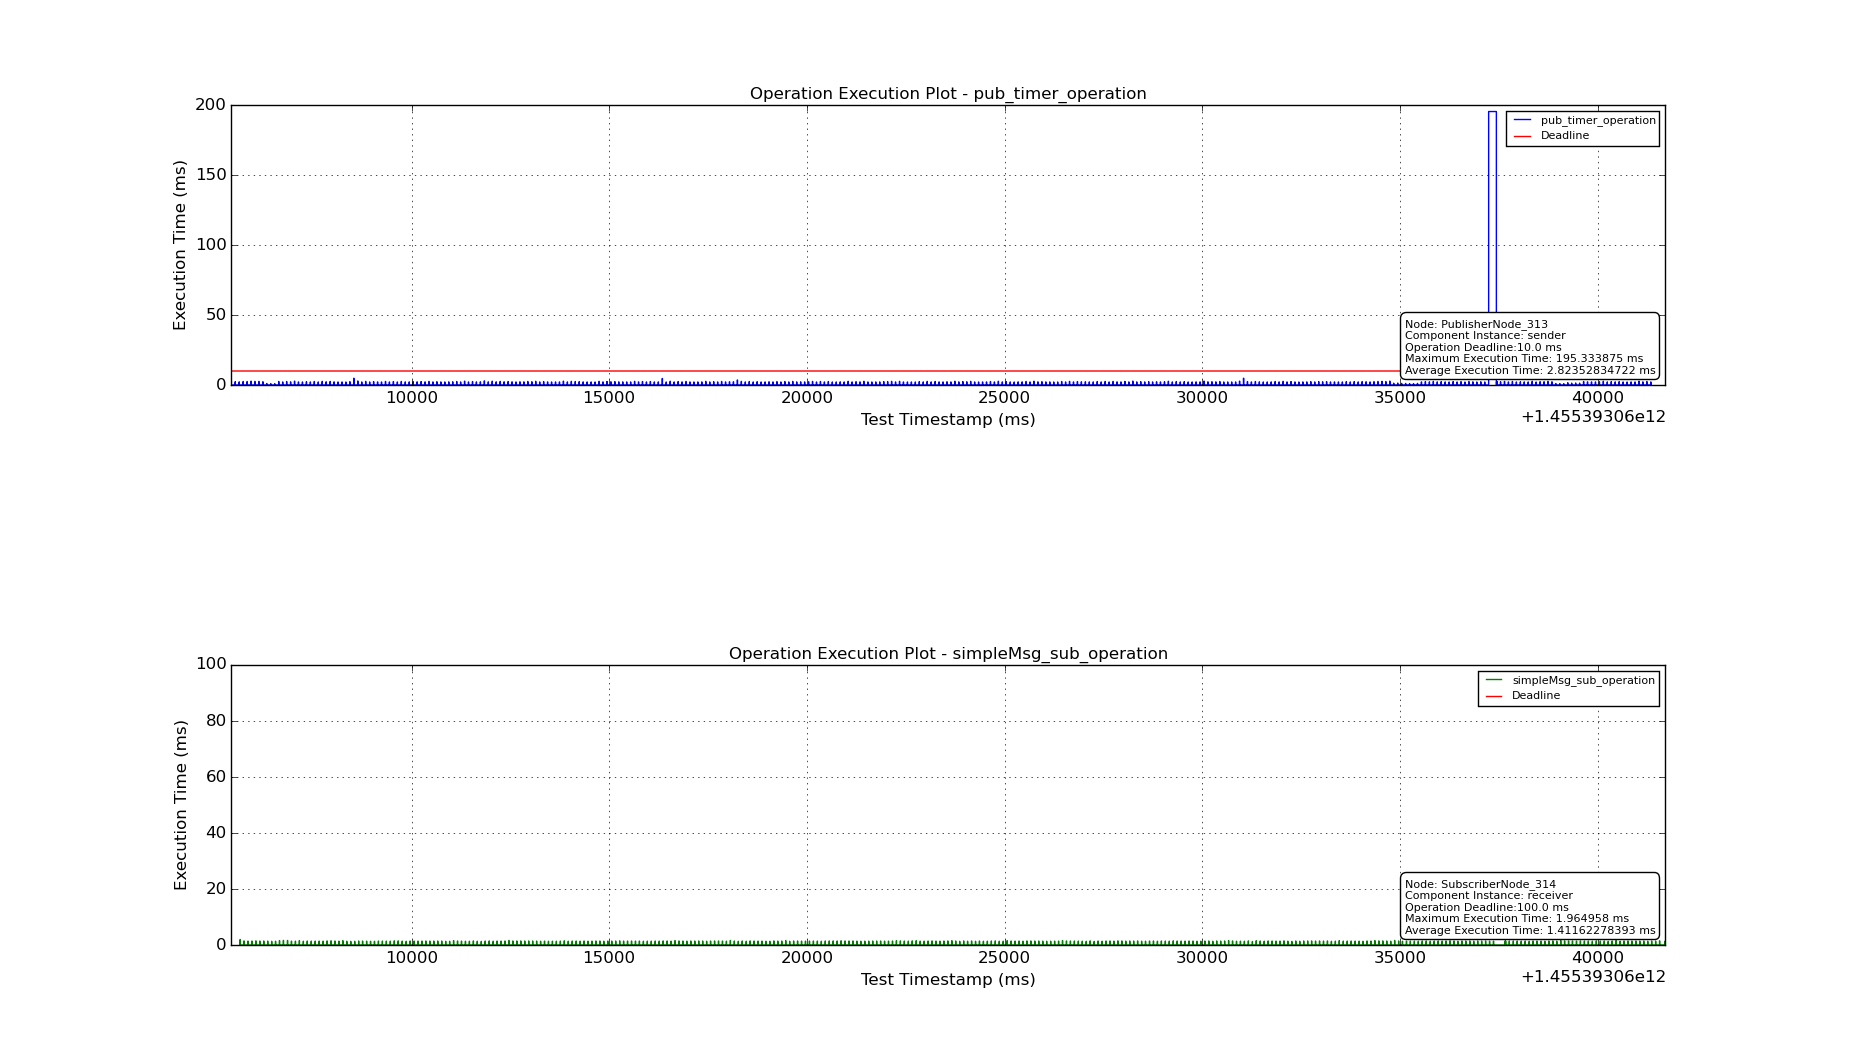 Operation Execution Plot - pub_timer_operation
200
150
100
50
0
Execution Time (ms)
pub_timer_operation
Deadline
Node: PublisherNode_313
Component Instance: sender
Operation Deadline:10.0 ms
Maximum Execution Time: 195.333875 ms
Average Execution Time: 2.82352834722 ms
10000 15000 20000 25000 30000 35000 40000
+1.45539306e12
Test Timestamp (ms)
Operation Execution Plot - simpleMsg_sub_operation
100
80
60
40
20
0
Execution Time (ms)
simpleMsg_sub_operation
Deadline
Node: SubscriberNode_314
Component Instance: receiver
Operation Deadline:100.0 ms
Maximum Execution Time: 1.964958 ms
Average Execution Time: 1.41162278393 ms
10000 15000 20000 25000 30000 35000 40000
+1.45539306e12
Test Timestamp (ms)